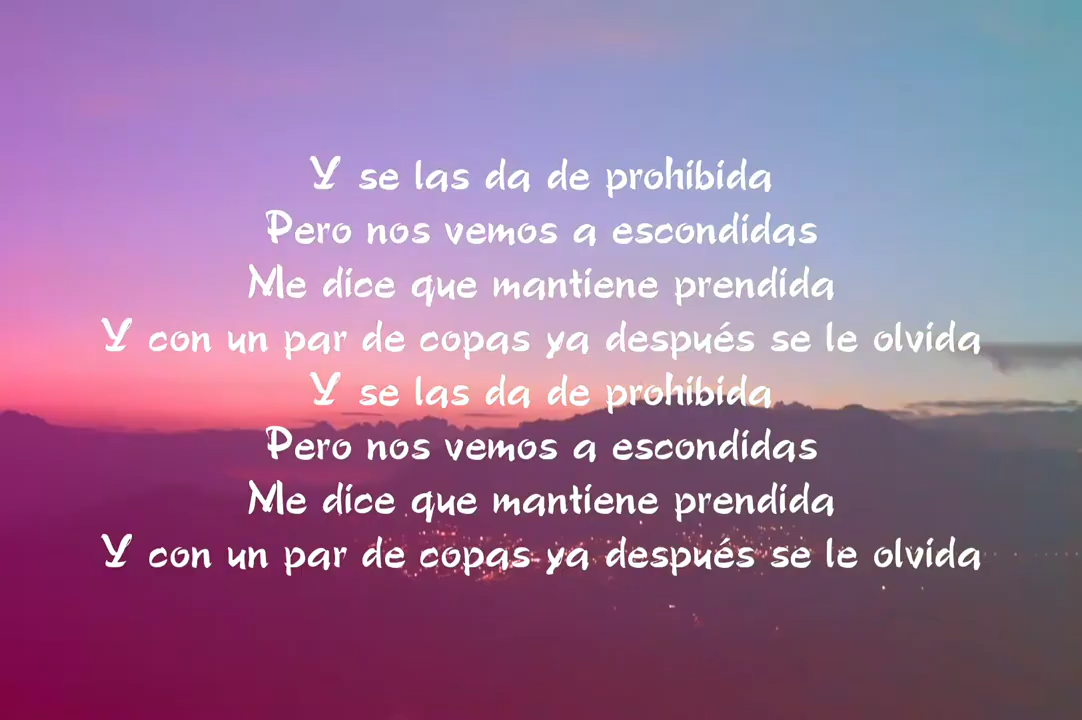 Y se las da de prohibida
Pero nos vemos a escondidas
Me dice que mantiene prendida
Y con un par de copas ya después se le olvida
Y se las da de prohibida
Pero nos vemos a escondidas
Me dice que mantiene prendida
Y con un par de copas ya después se le olvida